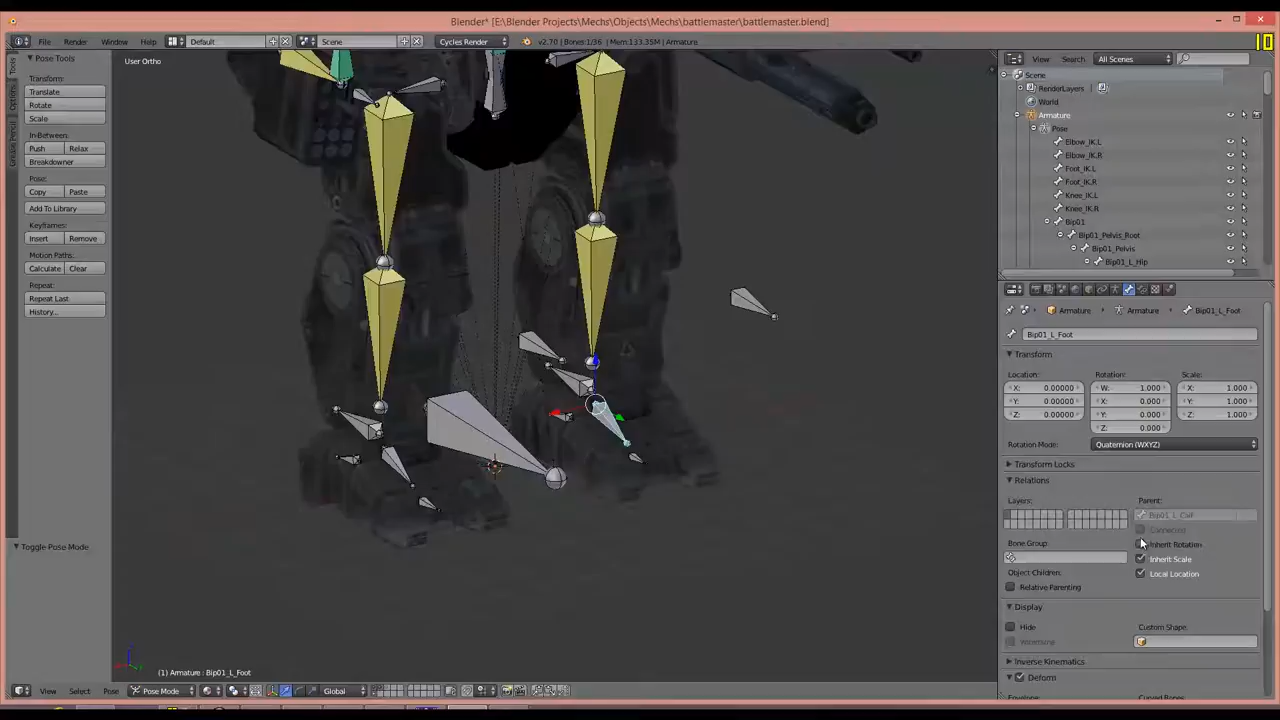 Blender* [E:\Blender Projects\Mechs\Objects\Mechs\battlemaster\battlemaster.blend]
File Render Window Help Default Scene Cycles Render v2.70 | Bones:1/36 | Mem:133.35M | Armature
10
Pose Tools
Transform:
Translate
Rotate
Scale
In-Between:
Push Relax
Breakdowner
Pose:
Copy Paste
Add To Library
Keyframes:
Insert Remove
Motion Paths:
Calculate Clear
Repeat:
Repeat Last
History...
Toggle Pose Mode
Tools
Options
Grease Pencil
User Ortho
(1) Armature : Bip01_L_Foot
View Select Pose Pose Mode Global
View Search All Scenes
Scene
RenderLayers
World
Armature
Pose
Elbow_IK.L
Elbow_IK.R
Foot_IK.L
Foot_IK.R
Knee_IK.L
Knee_IK.R
Bip01
Bip01_Pelvis_Root
Bip01_Pelvis
Bip01_L_Hip
Armature Armature Bip01_L_Foot
Bip01_L_Foot
Transform
Location: Rotation: Scale:
X: 0.00000 W: 1.000 X: 1.000
Y: 0.00000 X: 0.000 Y: 1.000
Z: 0.00000 Y: 0.000 Z: 1.000
Z: 0.000
Rotation Mode: Quaternion (WXYZ)
Transform Locks
Relations
Layers: Parent:
Bip01_L_Calf
Connected
Bone Group: Inherit Rotation
Inherit Scale
Object Children: Local Location
Relative Parenting
Display
Hide Custom Shape:
Wireframe
Inverse Kinematics
Deform